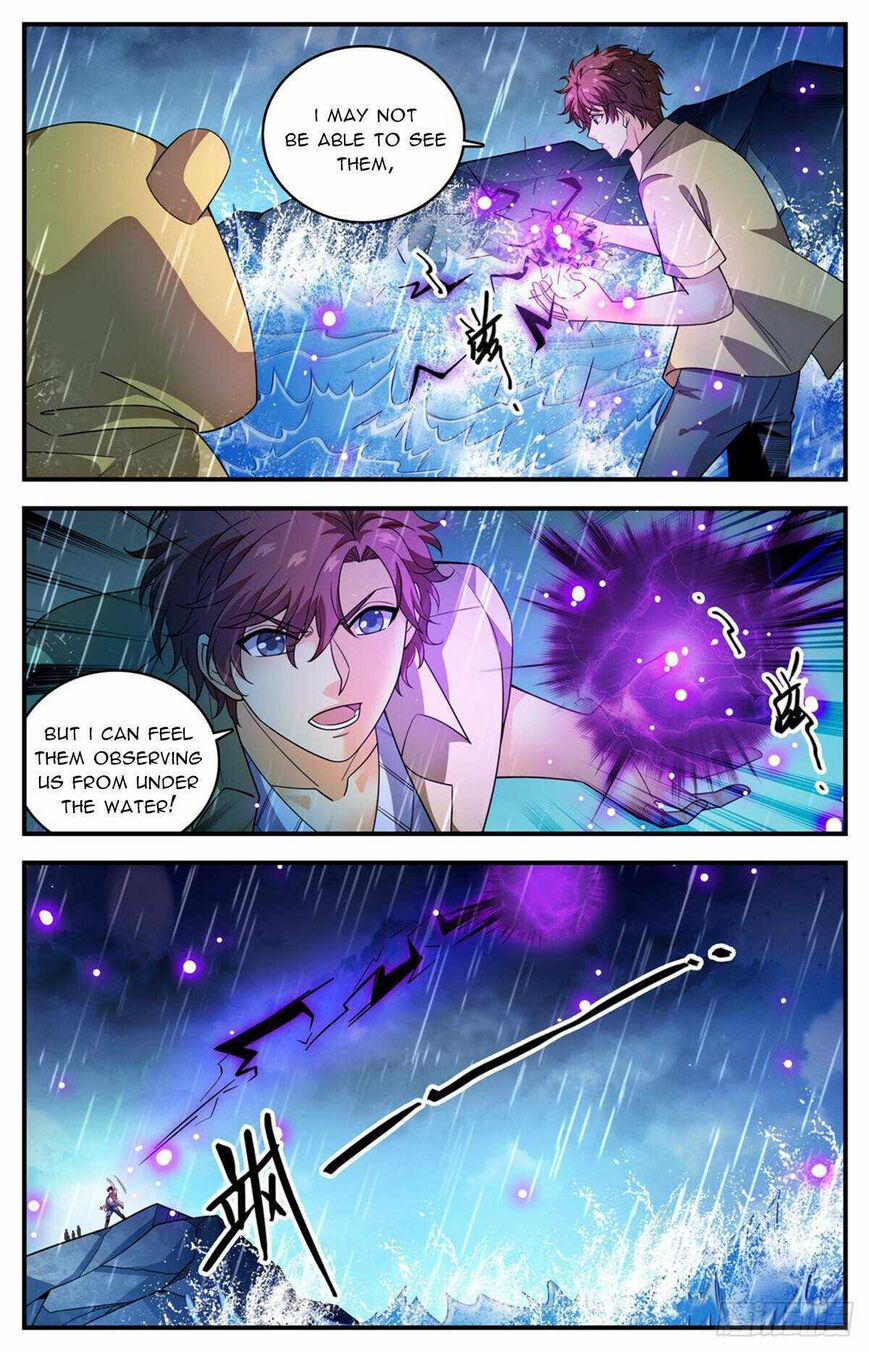 I MAY NOT
BE ABLE TO SEE
THEM,
BUT I CAN FEEL
THEM OBSERVING
US FROM UNDER
THE WATER!